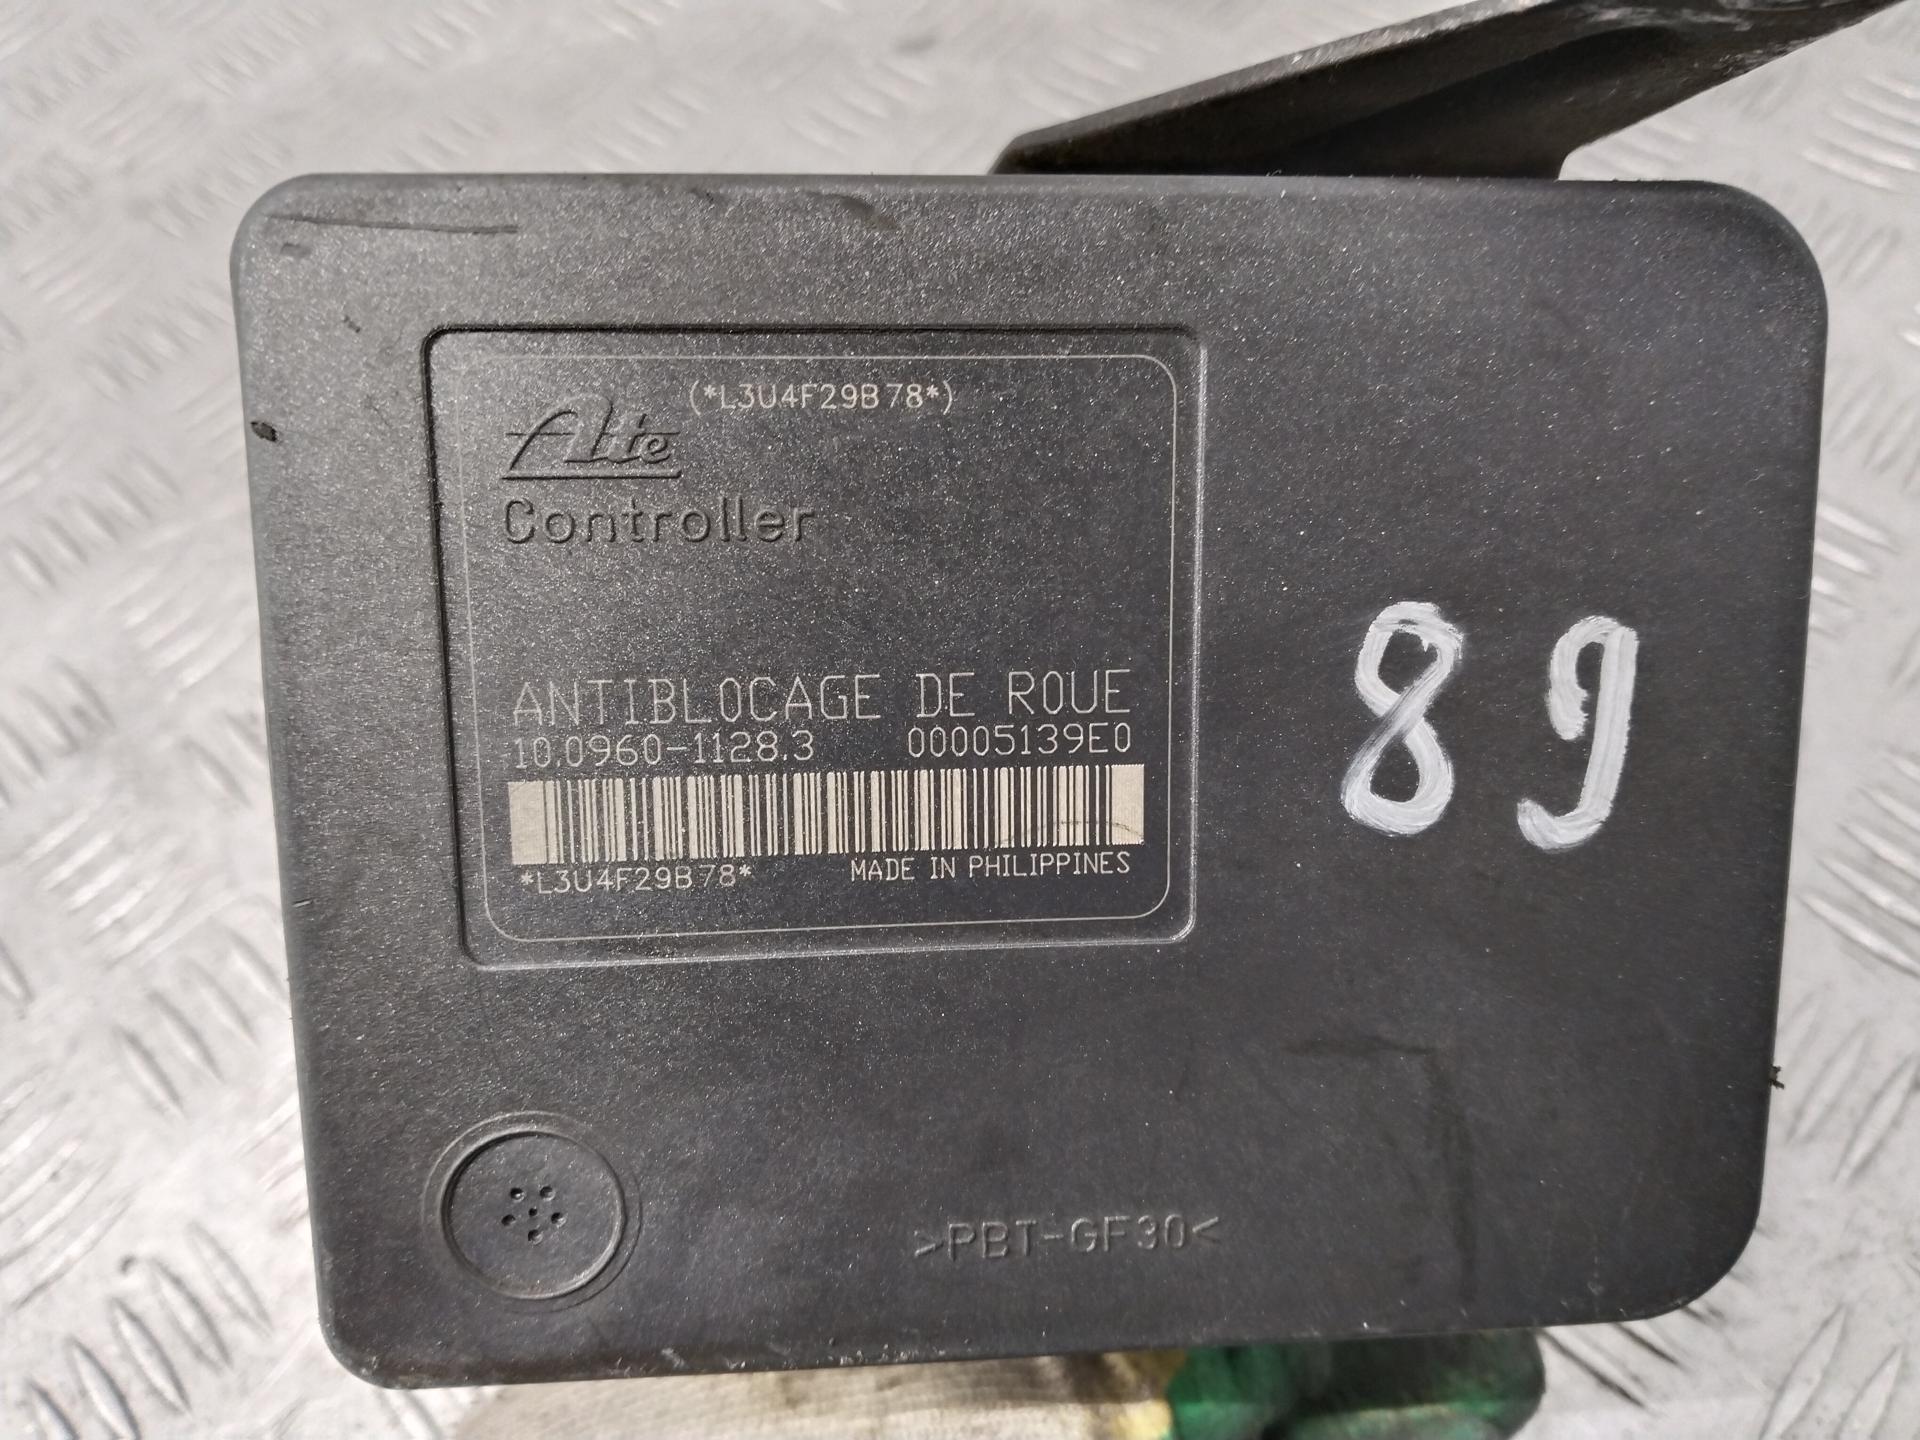 (*L3U4F29B78*)
Ate
Controller
ANTIBLOCAGE DE ROUE
10.0960-1128.3 00005139E0
*L3U4F29B78* MADE IN PHILIPPINES
89
>PBT-GF30<